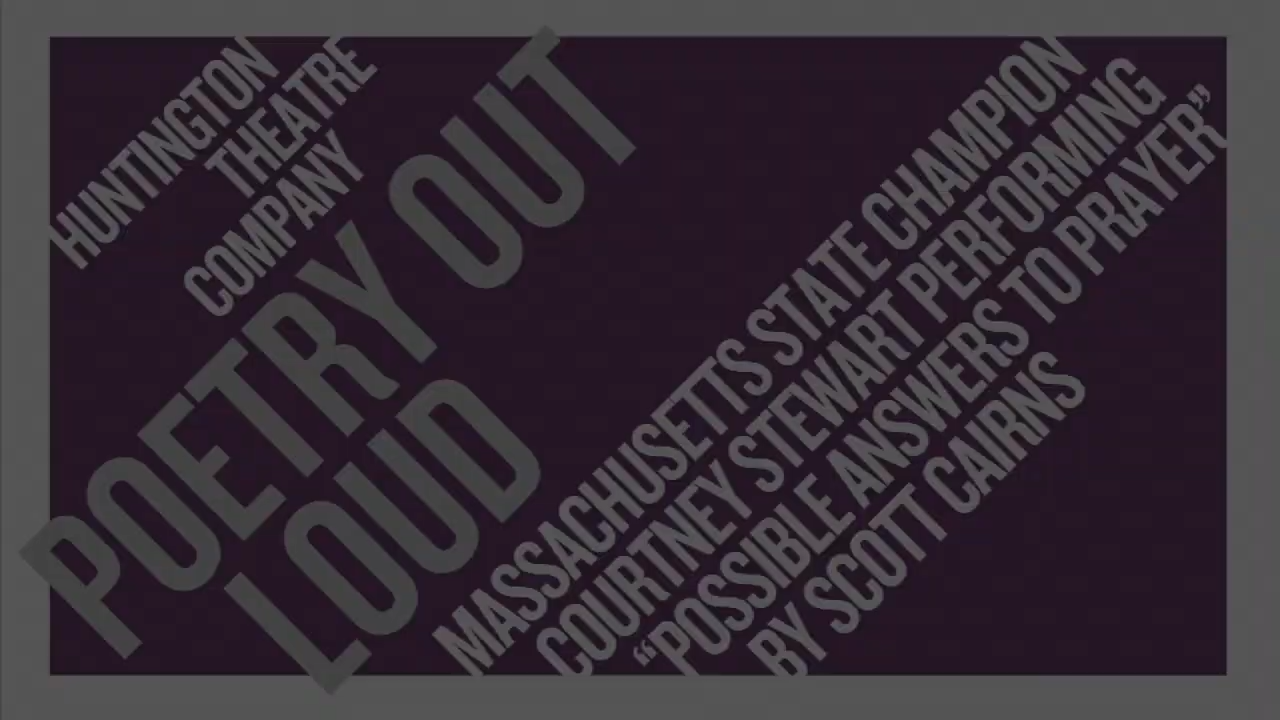 HUNTINGTON
THEATRE
COMPANY
POETRY OUT
LOUD
MASSACHUSETTS STATE CHAMPION
COURTNEY STEWART PERFORMING
“POSSIBLE ANSWERS TO PRAYER”
BY SCOTT CAIRNS